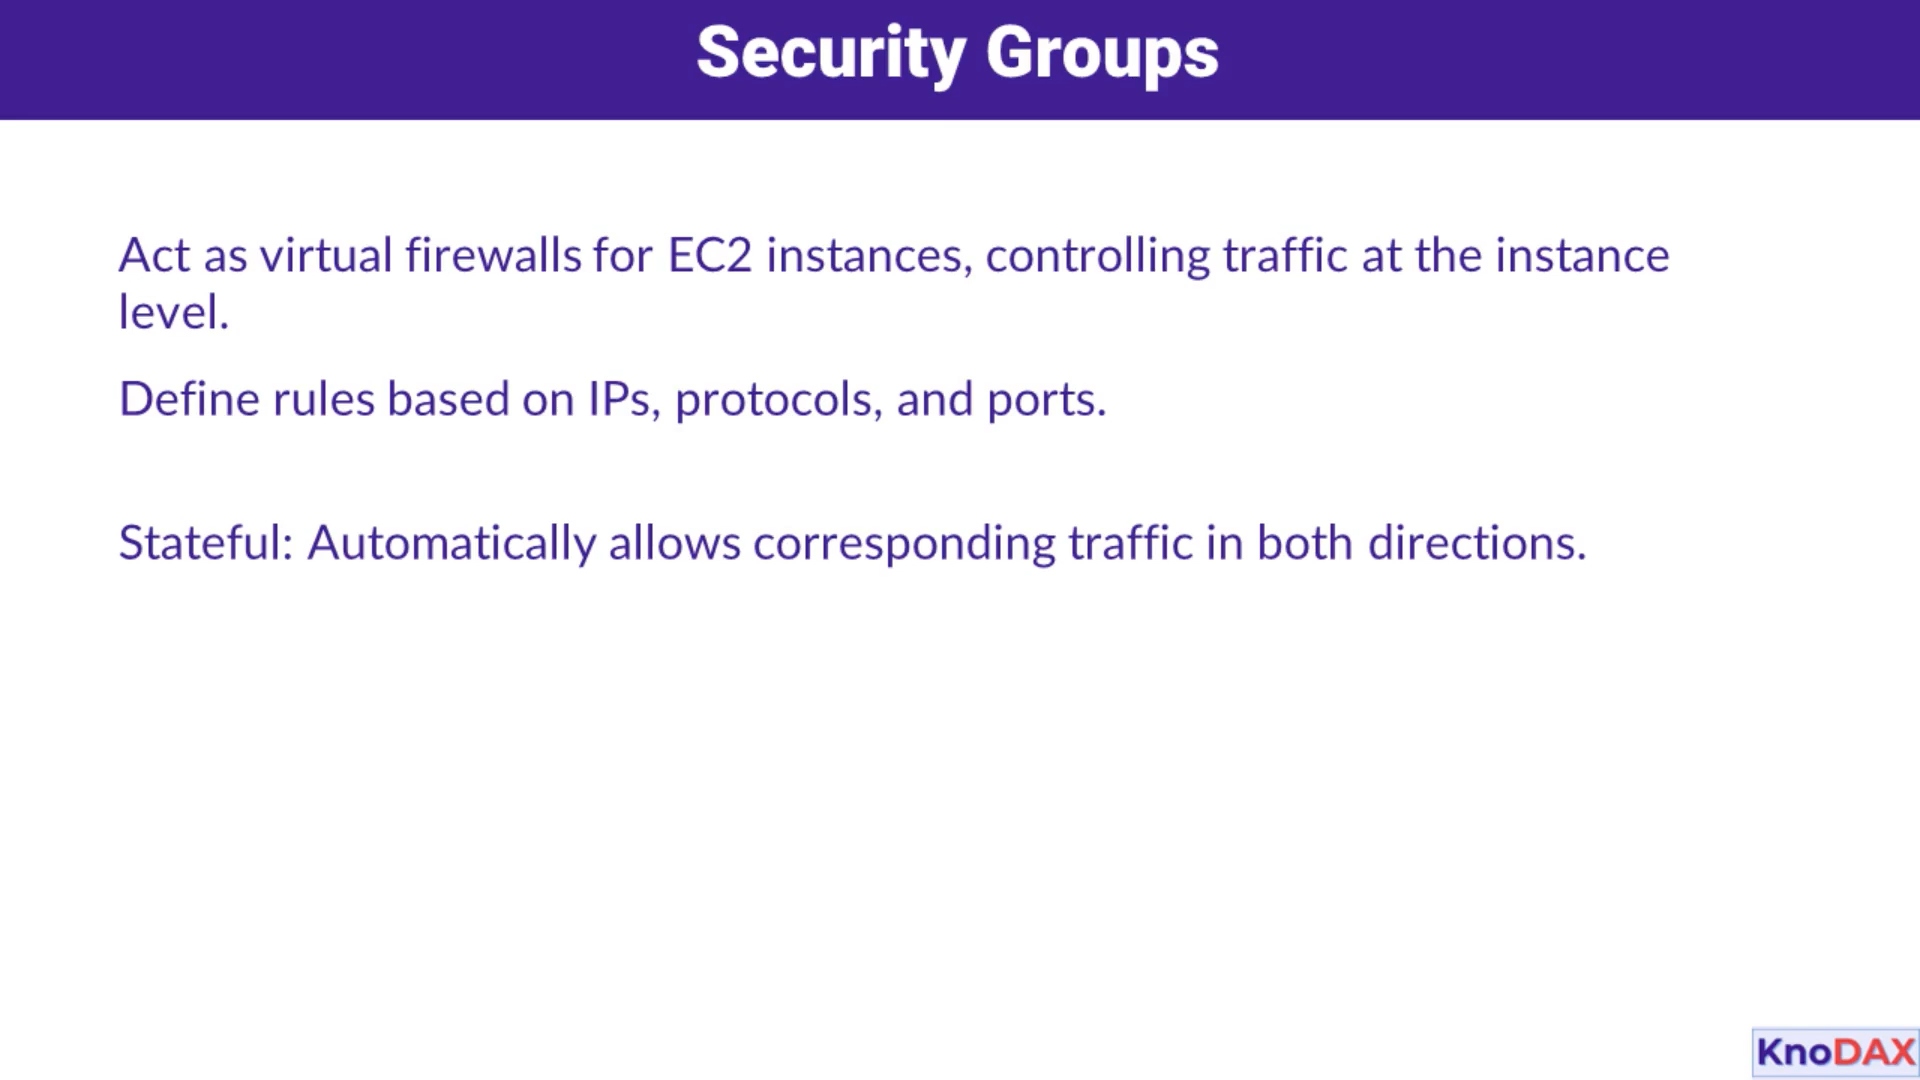 Security Groups
Act as virtual firewalls for EC2 instances, controlling traffic at the instance
level.
Define rules based on IPs, protocols, and ports.
Stateful: Automatically allows corresponding traffic in both directions.
KnoDAX